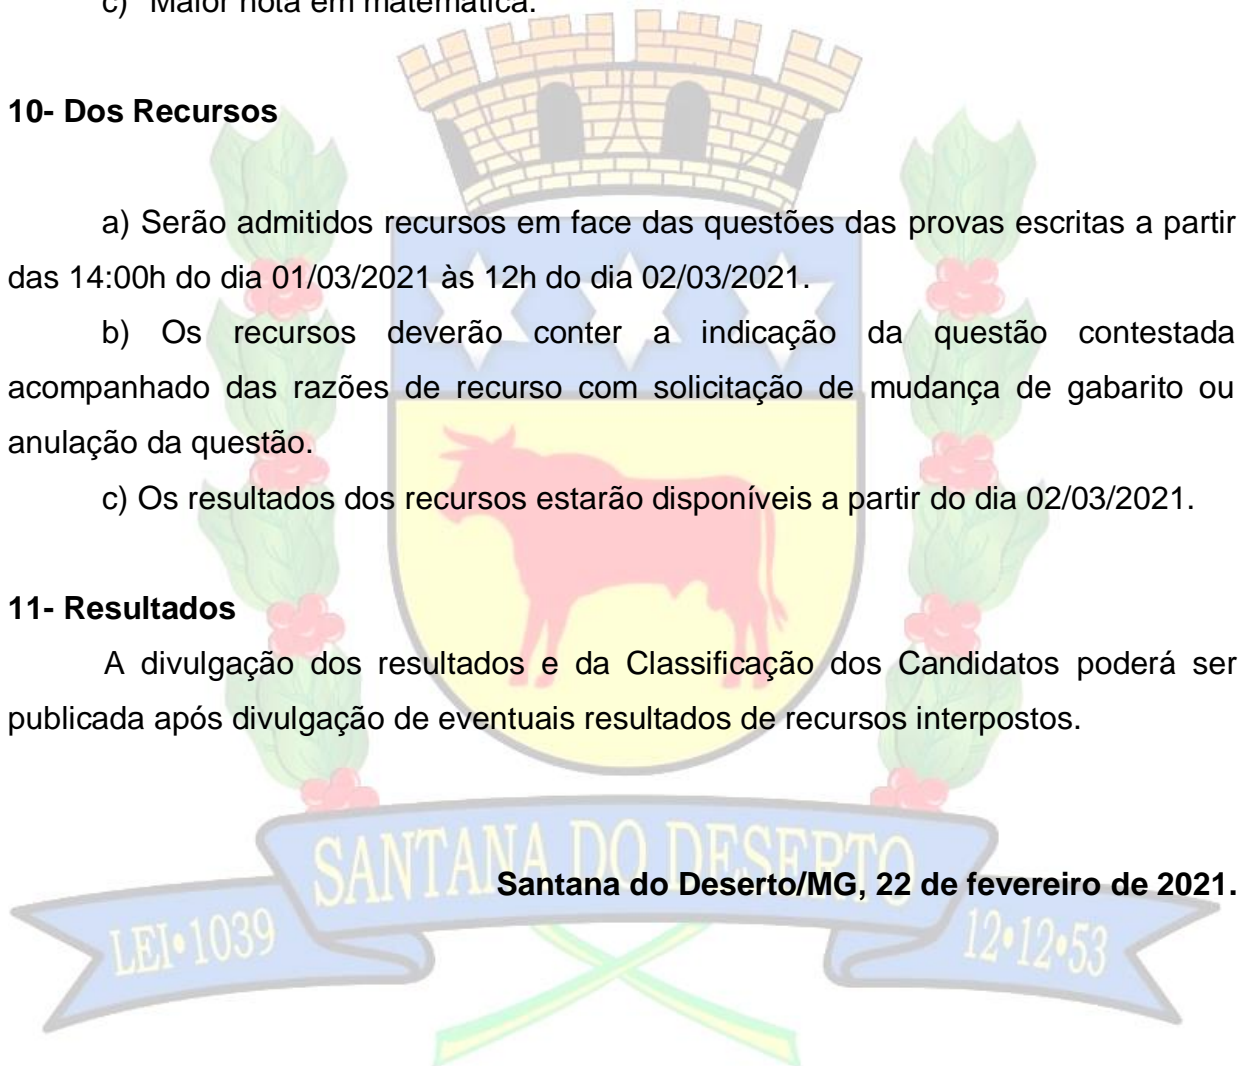 c) Maior nota em matemática.
10- Dos Recursos
a) Serão admitidos recursos em face das questões das provas escritas a partir
das 14:00h do dia 01/03/2021 às 12h do dia 02/03/2021.
b) Os recursos deverão conter a indicação da questão contestada
acompanhado das razões de recurso com solicitação de mudança de gabarito ou
anulação da questão.
c) Os resultados dos recursos estarão disponíveis a partir do dia 02/03/2021.
11- Resultados
A divulgação dos resultados e da Classificação dos Candidatos poderá ser
publicada após divulgação de eventuais resultados de recursos interpostos.
SANTANA DO DESERTO
Santana do Deserto/MG, 22 de fevereiro de 2021.
LEI•1039
12•12•53